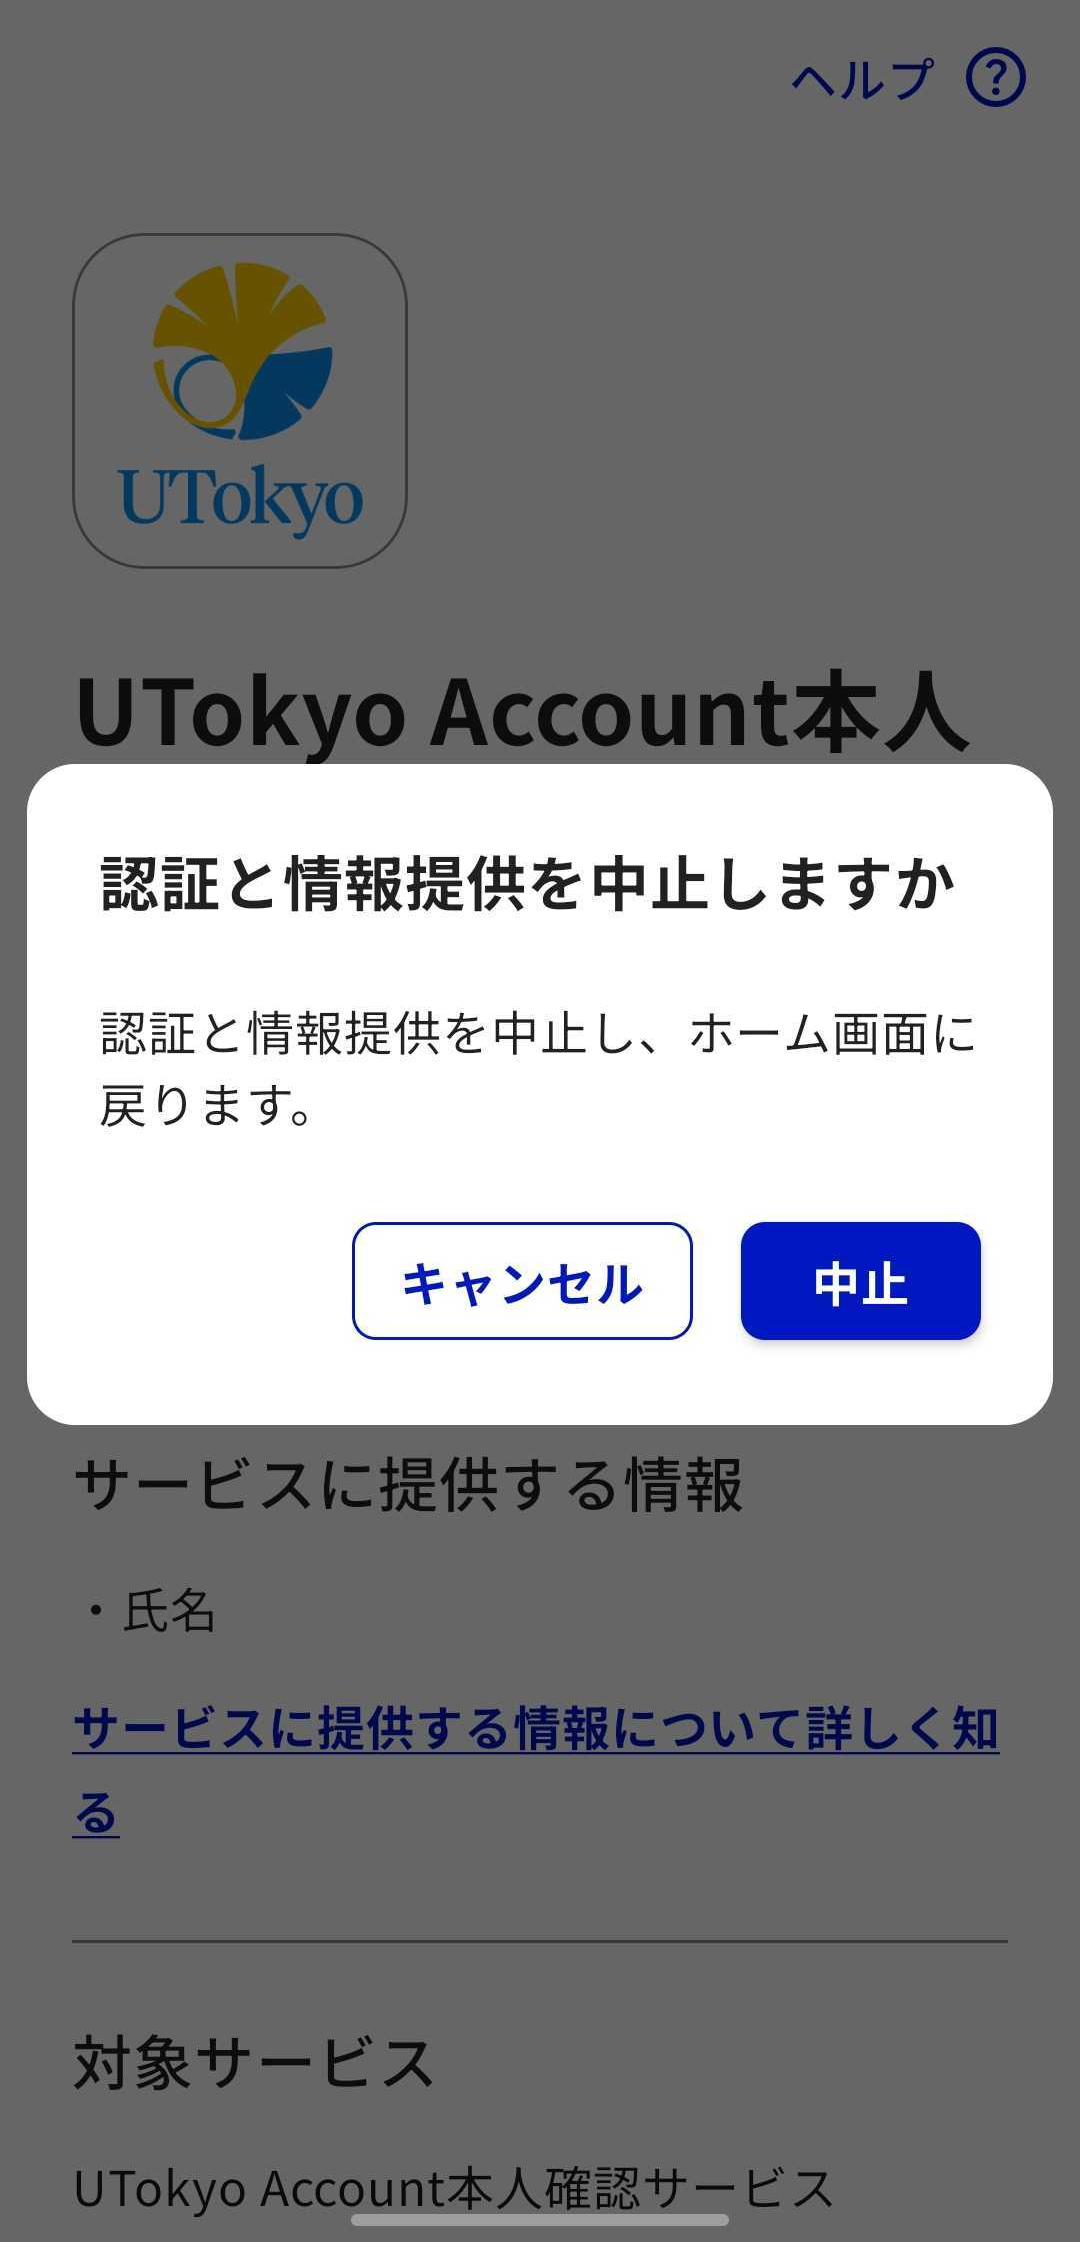 ヘルプ
UTokyo
UTokyo Account本人
認証と情報提供を中止しますか
認証と情報提供を中止し、ホーム画面に
戻ります。
キャンセル
中止
サービスに提供する情報
・氏名
サービスに提供する情報について詳しく知
る
対象サービス
UTokyo Account本人確認サービス